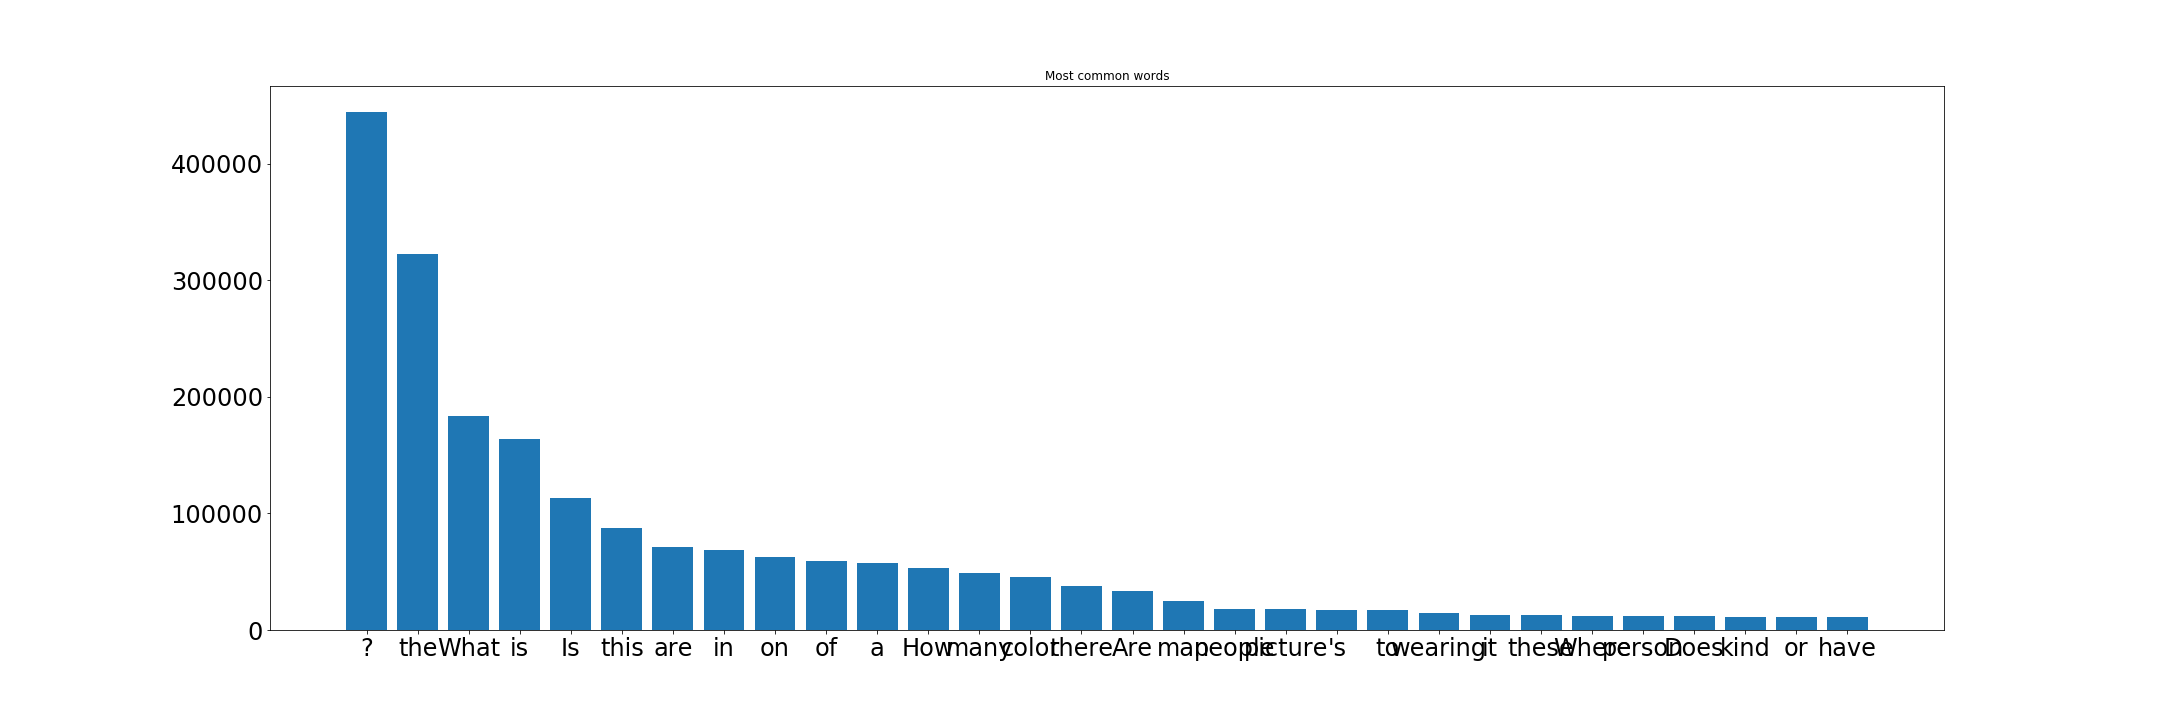 Most common words
400000
300000
200000
100000
0
? the What is Is this are in on of a How many color there Are man people picture 's to wearing it these Where person Does kind or have